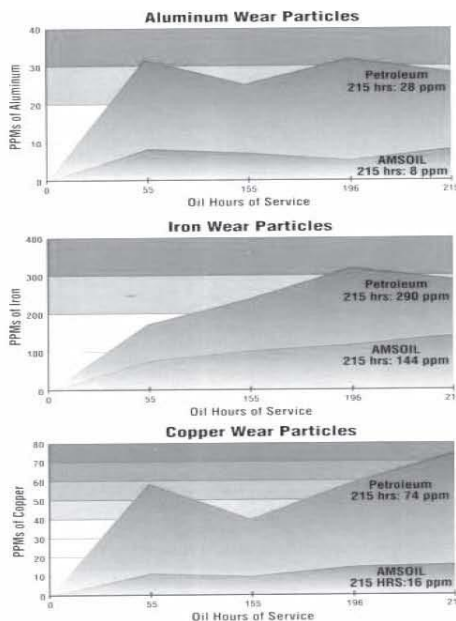 Aluminum Wear Particles
PPMs of Aluminum
40
30
20
10
0
Petroleum
215 hrs: 28 ppm
AMSOIL
215 hrs: 8 ppm
0 55 155 196 215
Oil Hours of Service
Iron Wear Particles
PPMs of Iron
400
300
200
100
0
Petroleum
215 hrs: 290 ppm
AMSOIL
215 hrs: 144 ppm
0 55 155 196 21
Oil Hours of Service
Copper Wear Particles
PPMs of Copper
80
70
60
50
40
30
20
10
0
Petroleum
215 hrs: 74 ppm
AMSOIL
215 HRS:16 ppm
0 55 155 196 21
Oil Hours of Service